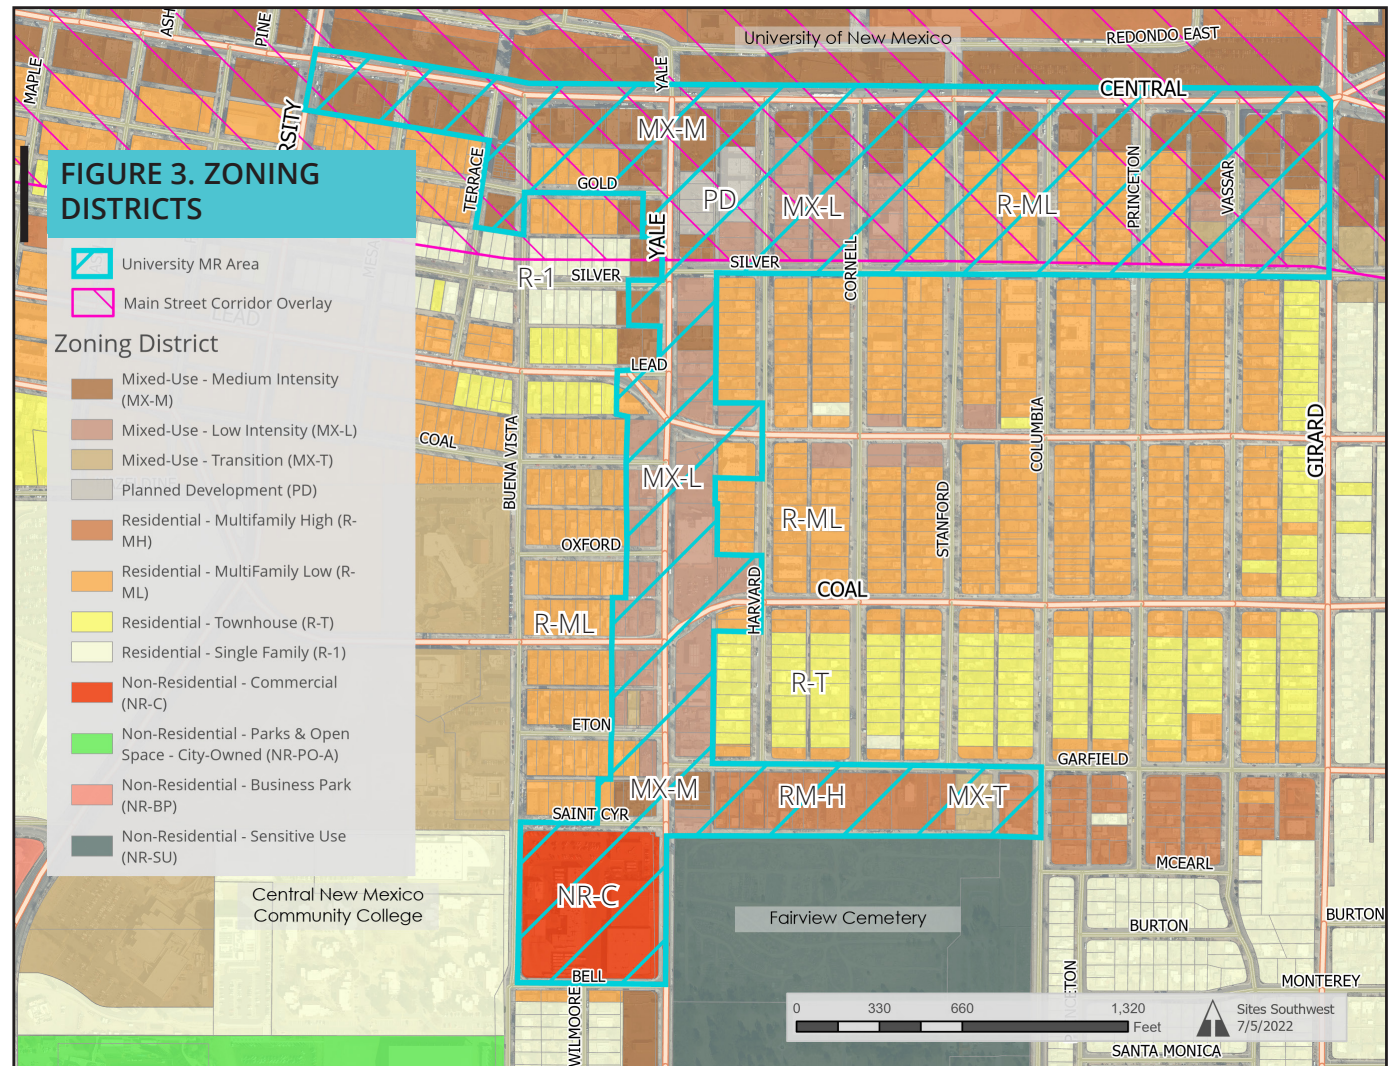 ASH
PINE
University of New Mexico
REDONDO EAST
MAPLE
YALE
CENTRAL
RSITY
MX-M
FIGURE 3. ZONING
DISTRICTS
TERRACE
GOLD
PD
MX-L
R-ML
PRINCETON
VASSAR
YALE
CORNELL
SILVER
R-1
SILVER
University MR Area
Main Street Corridor Overlay
LEAD
Zoning District
LEAD
Mixed-Use - Medium Intensity
(MX-M)
Mixed-Use - Low Intensity (MX-L)
Mixed-Use - Transition (MX-T)
Planned Development (PD)
Residential - Multifamily High (R-
MH)
Residential - MultiFamily Low (R-
ML)
Residential - Townhouse (R-T)
Residential - Single Family (R-1)
Non-Residential - Commercial
(NR-C)
Non-Residential - Parks & Open
Space - City-Owned (NR-PO-A)
Non-Residential - Business Park
(NR-BP)
Non-Residential - Sensitive Use
(NR-SU)
COAL
BUENA VISTA
MX-L
COLUMBIA
GIRARD
R-ML
STANFORD
OXFORD
HARVARD
COAL
R-ML
R-T
ETON
GARFIELD
MX-M
RM-H
MX-T
SAINT CYR
MCEARL
Central New Mexico
Community College
NR-C
Fairview Cemetery
BURTON
BURTON
BELL
MONTEREY
WILMOORE
0 330 660 1,320
Feet
Sites Southwest
7/5/2022
SANTA MONICA